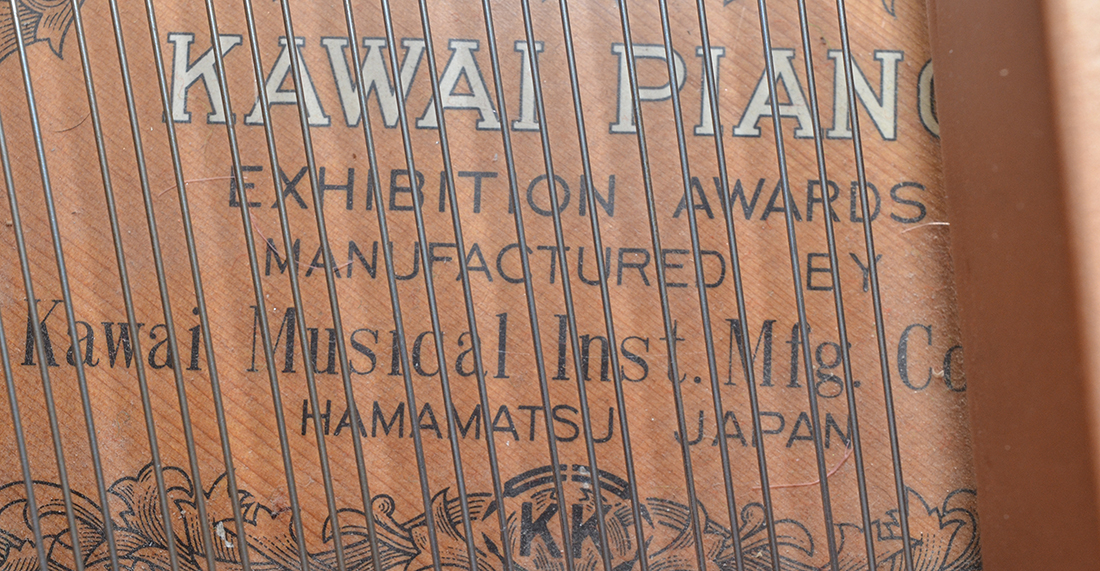 KAWAI PIANO
EXHIBITION AWARDS
MANUFACTURED BY
Kawai Musical Inst. Mfg. Co
HAMAMATSU JAPAN
KK